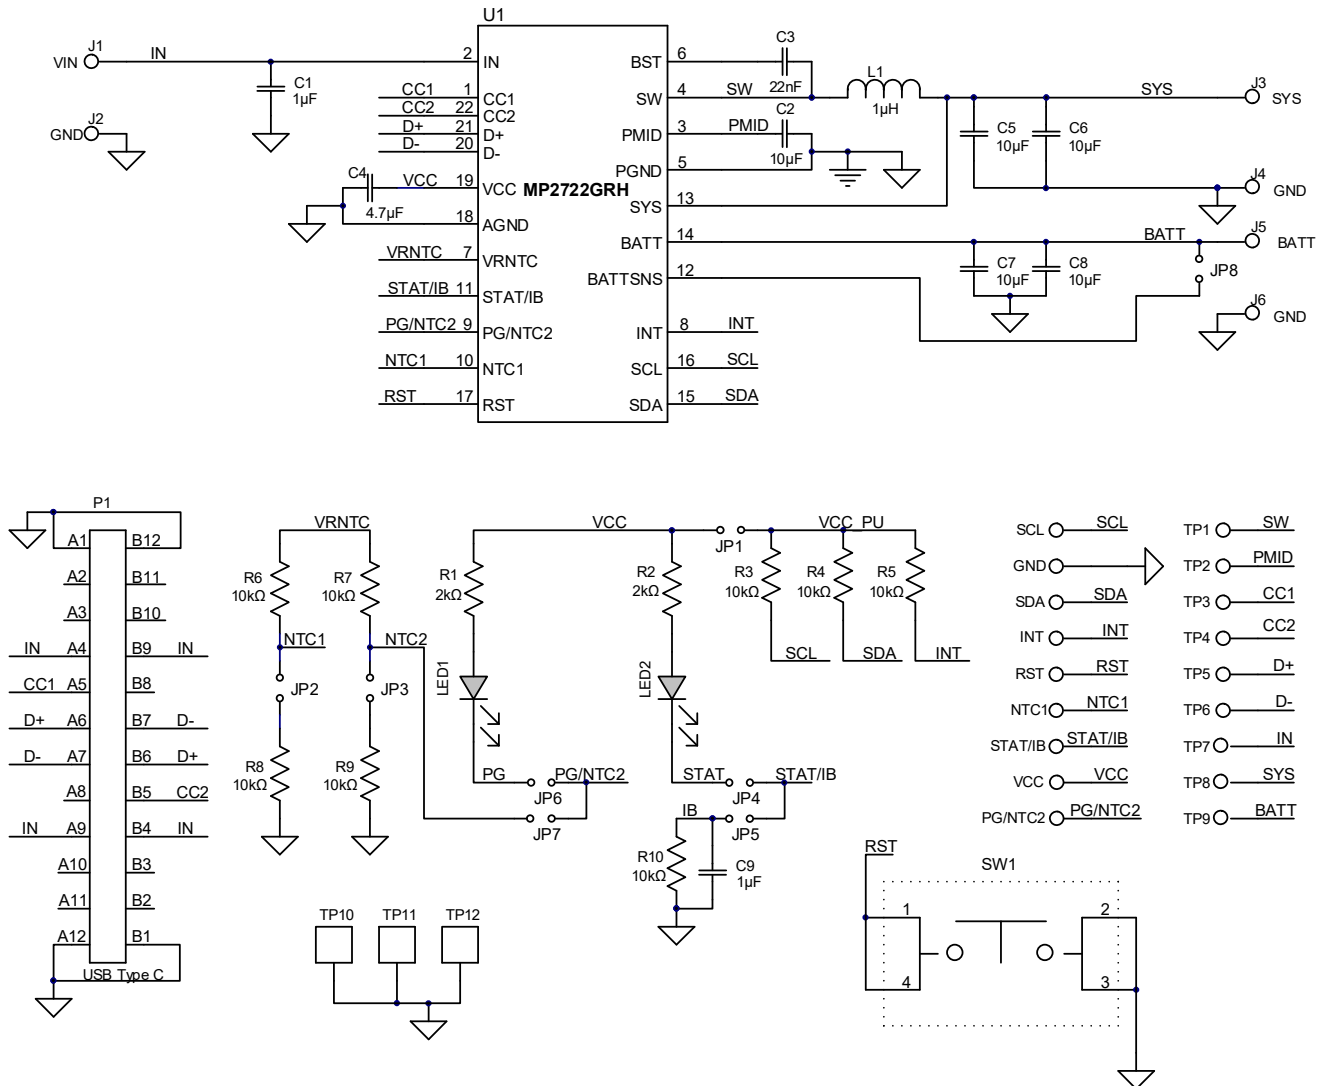 U1
J1
VIN
IN
2
IN
C1
1µF
J2
GND
CC1
1
CC1
CC2
22
CC2
D+
21
D+
D-
20
D-
C4
4.7µF
VCC
19
VCC
MP2722GRH
18
AGND
VRNTC
7
VRNTC
STAT/IB
11
STAT/IB
PG/NTC2
9
PG/NTC2
NTC1
10
NTC1
RST
17
RST
BST
6
C3
22nF
SW
4
SW
L1
1µH
PMID
3
PMID
C2
10µF
PGND
5
SYS
13
BATT
14
BATTSNS
12
INT
8
INT
SCL
16
SCL
SDA
15
SDA
SYS
J3
SYS
C5
10µF
C6
10µF
J4
GND
BATT
J5
BATT
C7
10µF
C8
10µF
JP8
J6
GND
P1
A1
B12
A2
B11
A3
B10
IN
A4
B9
IN
CC1
A5
B8
D+
A6
B7
D-
D-
A7
B6
D+
A8
B5
CC2
IN
A9
B4
IN
A10
B3
A11
B2
A12
B1
USB Type C
VRNTC
R6
10kΩ
R7
10kΩ
NTC1
NTC2
JP2
JP3
R8
10kΩ
R9
10kΩ
VCC
R1
2kΩ
R2
2kΩ
LED1
LED2
JP1
VCC_PU
R3
10kΩ
R4
10kΩ
R5
10kΩ
SCL
SDA
INT
PG
PG/NTC2
JP6
JP7
STAT
STAT/IB
JP4
JP5
IB
R10
10kΩ
C9
1µF
TP10
TP11
TP12
SCL
SCL
GND
SDA
SDA
INT
INT
RST
RST
NTC1
NTC1
STAT/IB
STAT/IB
VCC
VCC
PG/NTC2
PG/NTC2
TP1
SW
TP2
PMID
TP3
CC1
TP4
CC2
TP5
D+
TP6
D-
TP7
IN
TP8
SYS
TP9
BATT
RST
SW1
1
2
4
3